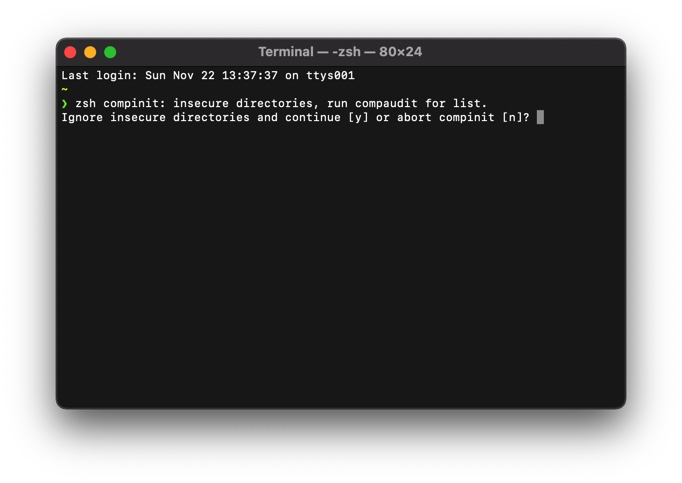 Terminal — -zsh — 80×24
Last login: Sun Nov 22 13:37:37 on ttys001
~
❯ zsh compinit: insecure directories, run compaudit for list.
Ignore insecure directories and continue [y] or abort compinit [n]?